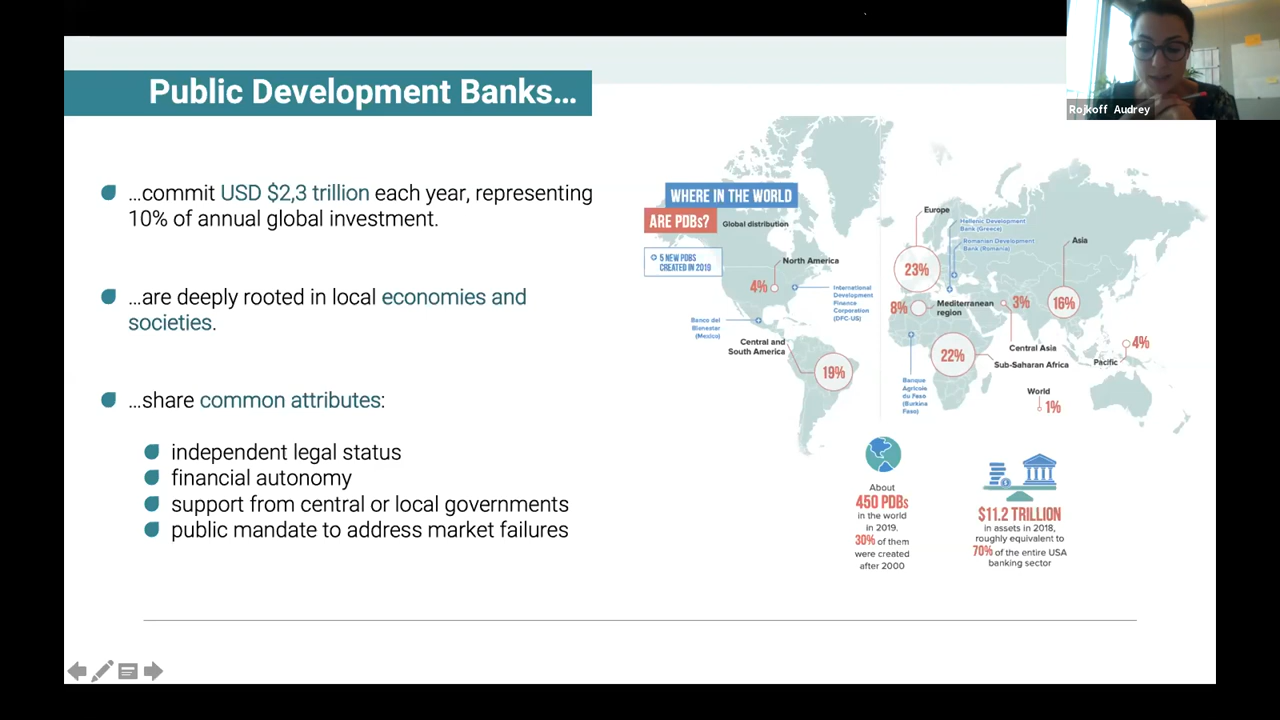 Public Development Banks...
Rojkoff Audrey
...commit USD $2,3 trillion each year, representing
10% of annual global investment.
...are deeply rooted in local economies and
societies.
...share common attributes:
independent legal status
financial autonomy
support from central or local governments
public mandate to address market failures
WHERE IN THE WORLD
ARE PDBs?
Global distribution
5 NEW PDBS
CREATED IN 2019
North America
4%
International
Development
Finance
Corporation
(DFC-US)
Banco del
Bienestar
(Mexico)
Central and
South America
19%
Europe
23%
Hellenic Development
Bank (Greece)
Romanian Development
Bank (Romania)
Asia
16%
8%
Mediterranean
region
3%
Central Asia
22%
Sub-Saharan Africa
Banque
Agricole
du Faso
(Burkina
Faso)
4%
Pacific
World
1%
About
450 PDBs
in the world
in 2019.
30% of them
were created
after 2000
$11.2 TRILLION
in assets in 2018,
roughly equivalent to
70% of the entire USA
banking sector